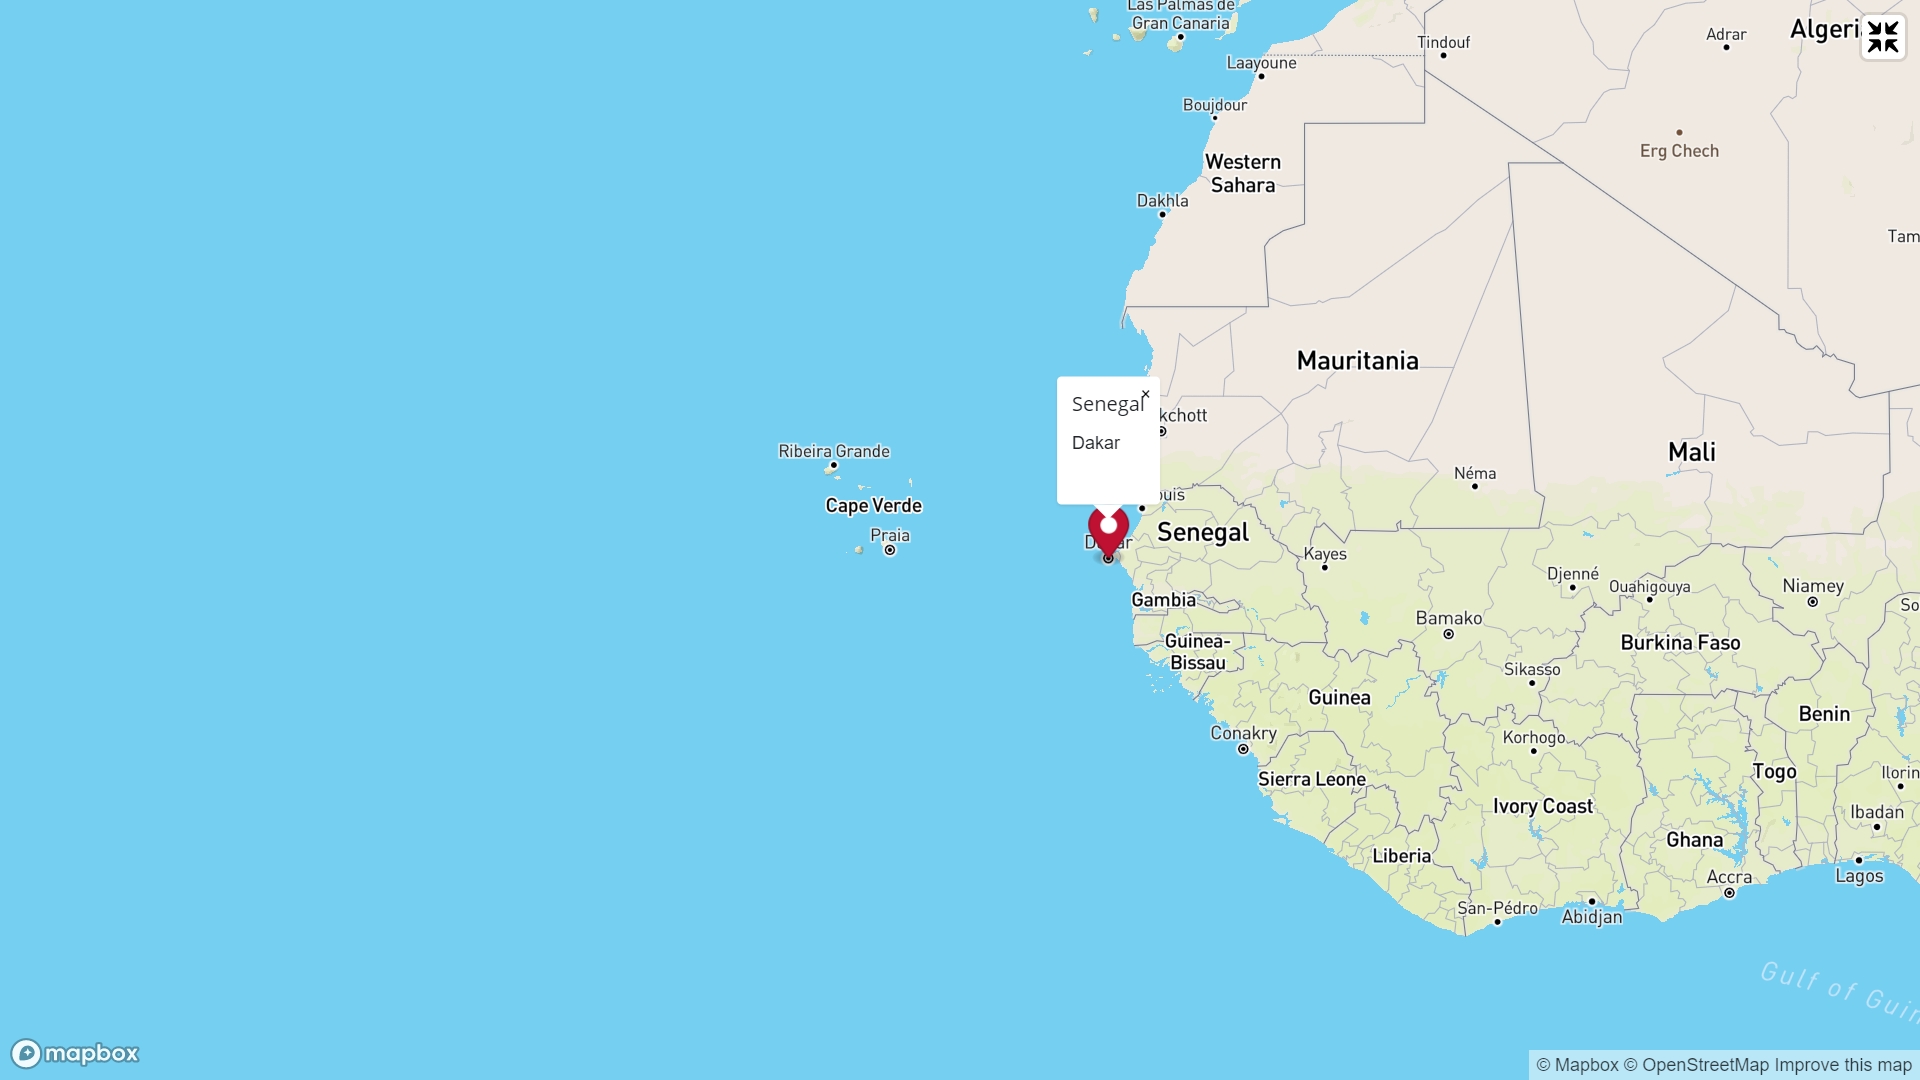 Las Palmas de
Gran Canaria
Tindouf
Adrar
Algeri
Laayoune
Boujdour
Erg Chech
Western
Sahara
Dakhla
Tam
Mauritania
×
Senegal
kchott
Dakar
Ribeira Grande
Mali
Néma
ouis
Cape Verde
Senegal
Praia
Kayes
Djenné
Ouahigouya
Niamey
Gambia
So
Bamako
Guinea-
Bissau
Burkina Faso
Sikasso
Guinea
Benin
Conakry
Korhogo
Sierra Leone
Togo
Ilorin
Ivory Coast
Ibadan
Ghana
Liberia
Accra
Lagos
San-Pédro
Abidjan
Gulf of Guin
mapbox
© Mapbox © OpenStreetMap Improve this map